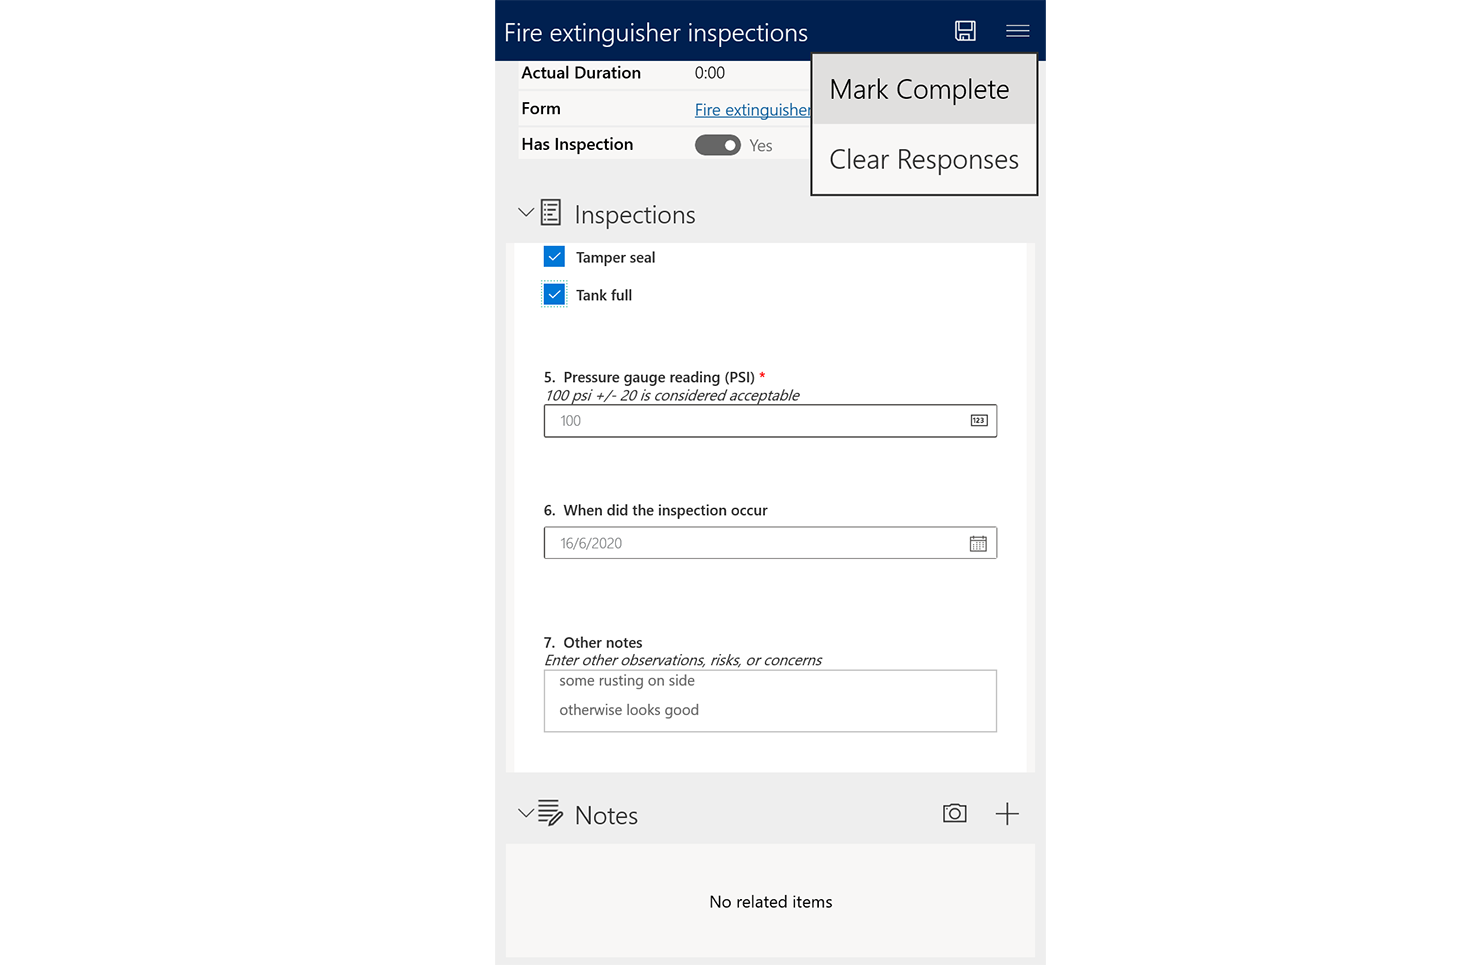 Fire extinguisher inspections
Mark Complete
Clear Responses
Actual Duration 0:00
Form Fire extinguisher
Has Inspection Yes
Inspections
Tamper seal
Tank full
5. Pressure gauge reading (PSI) *
100 psi +/- 20 is considered acceptable
100
123
6. When did the inspection occur
16/6/2020
7. Other notes
Enter other observations, risks, or concerns
some rusting on side
otherwise looks good
Notes
No related items